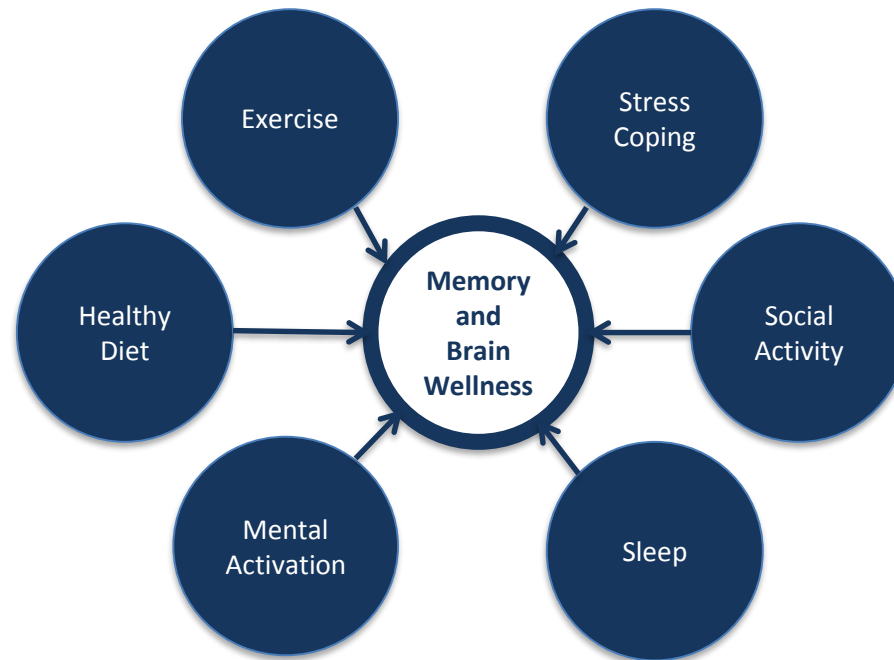 Exercise
Stress
Coping
Healthy
Diet
Memory
and
Brain
Wellness
Social
Activity
Mental
Activation
Sleep